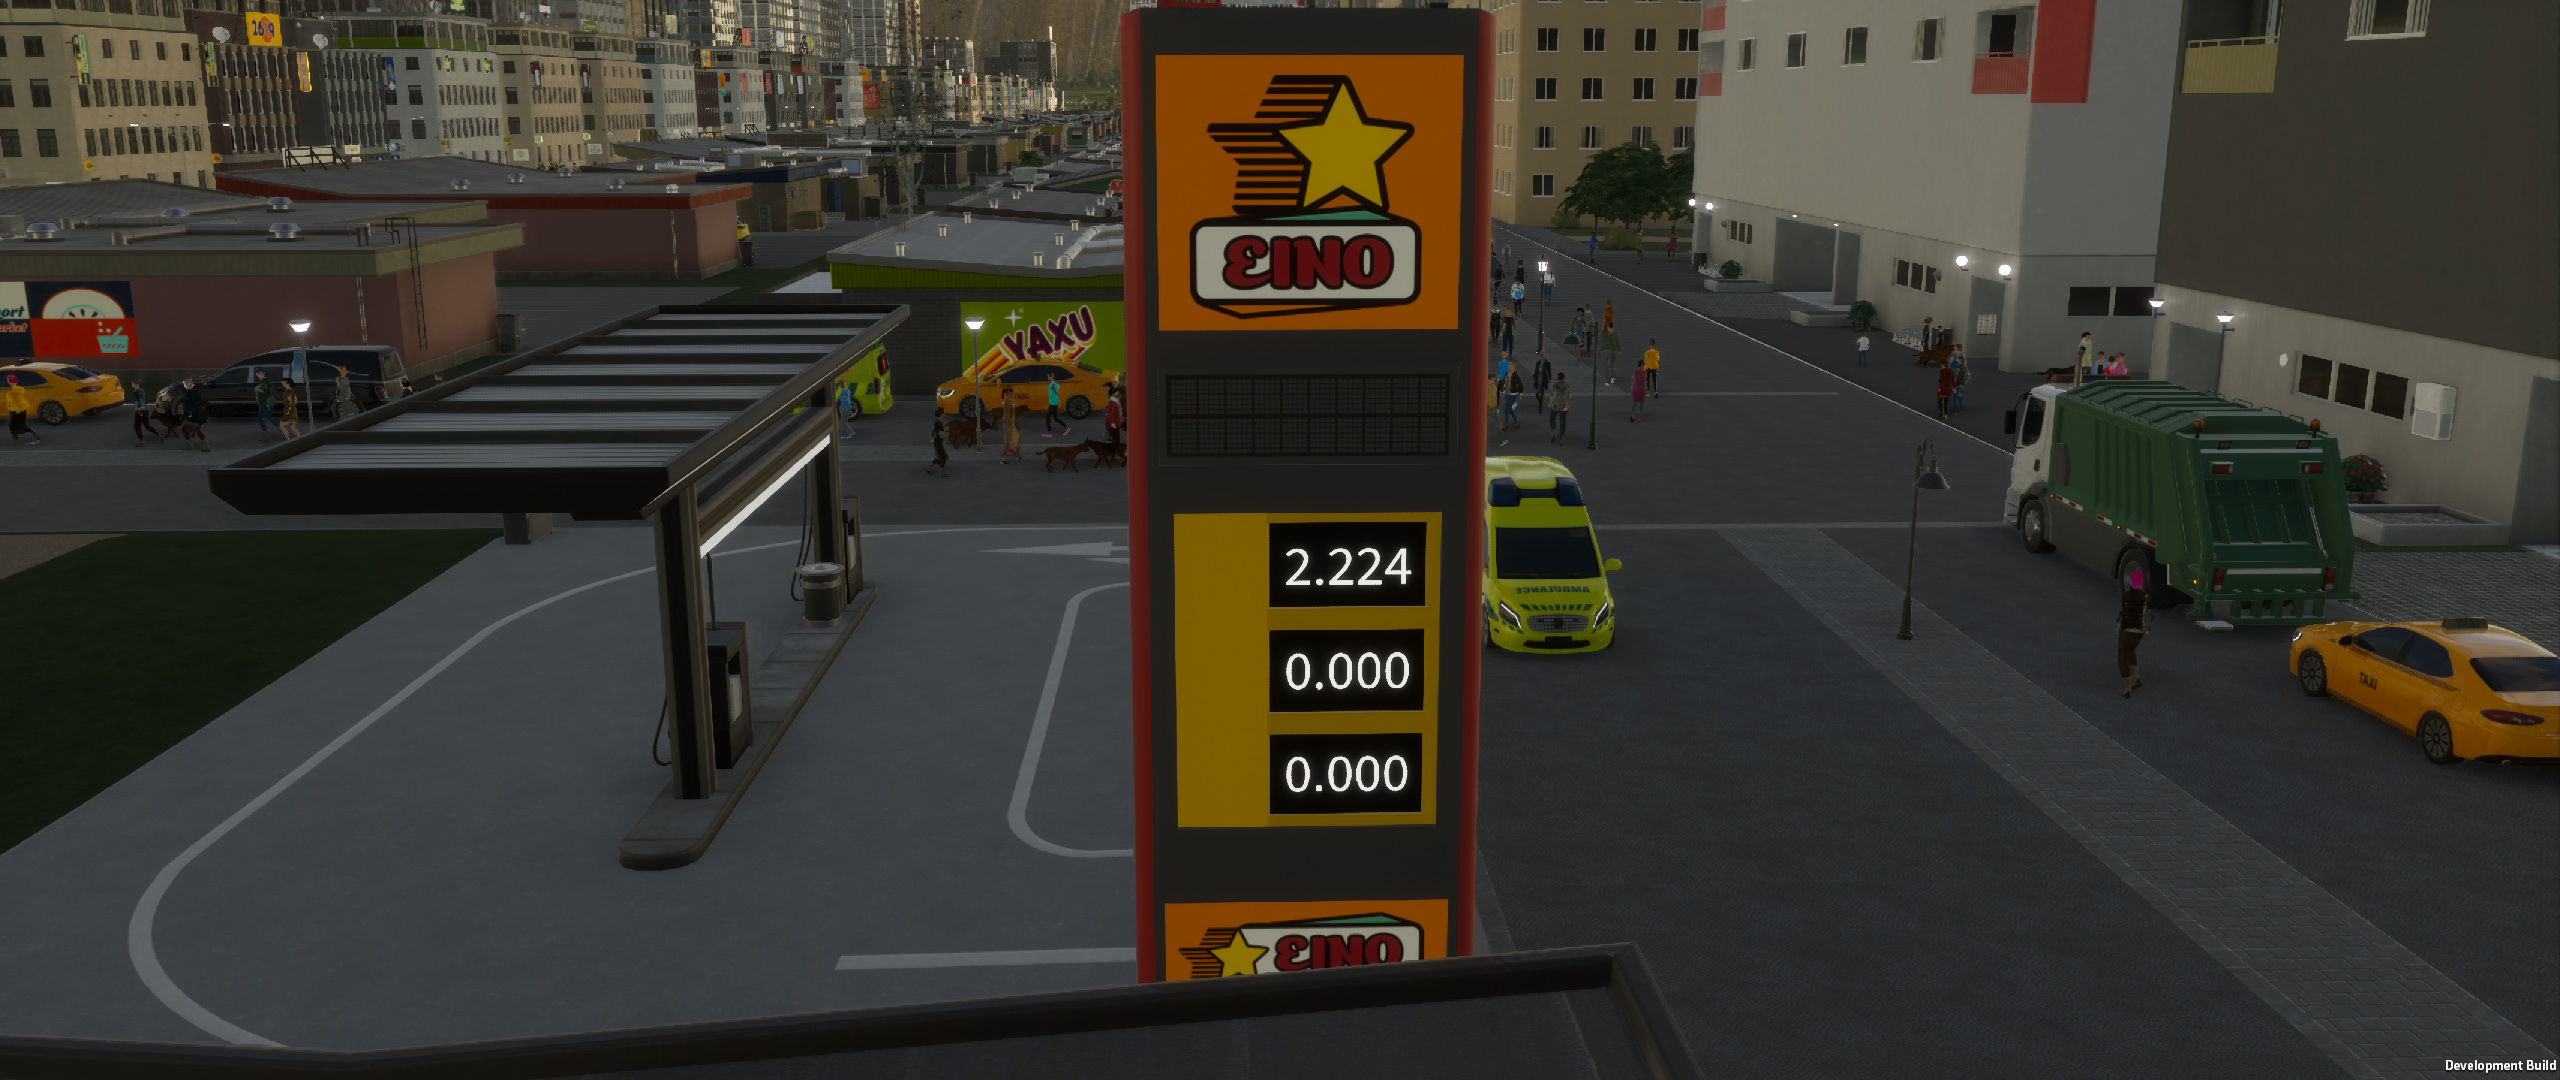 EINO
YAXU
2.224
0.000
0.000
AMBULANCE
TAXI
EINO
Development Build